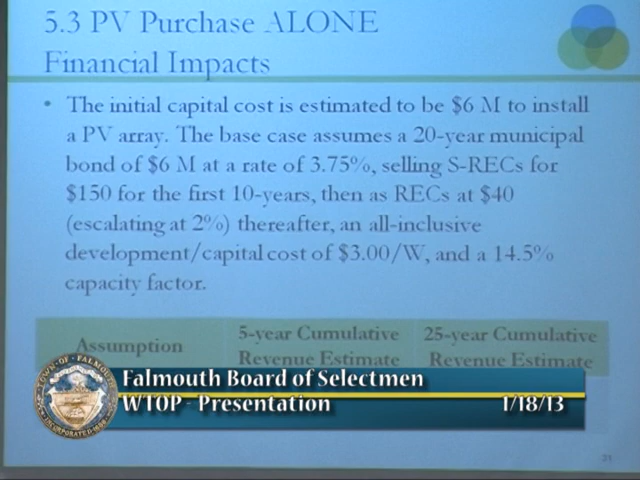 5.3 PV Purchase ALONE
Financial Impacts
• The initial capital cost is estimated to be $6 M to install
a PV array. The base case assumes a 20-year municipal
bond of $6 M at a rate of 3.75%, selling S-RECs for
$150 for the first 10-years, then as RECs at $40
(escalating at 2%) thereafter, an all-inclusive
development/capital cost of $3.00/W, and a 14.5%
capacity factor.
Assumption
5-year Cumulative
Revenue Estimate
25-year Cumulative
Revenue Estimate
TOWN OF FALMOUTH
Falmouth Board of Selectmen
WTOP - Presentation
1/18/13